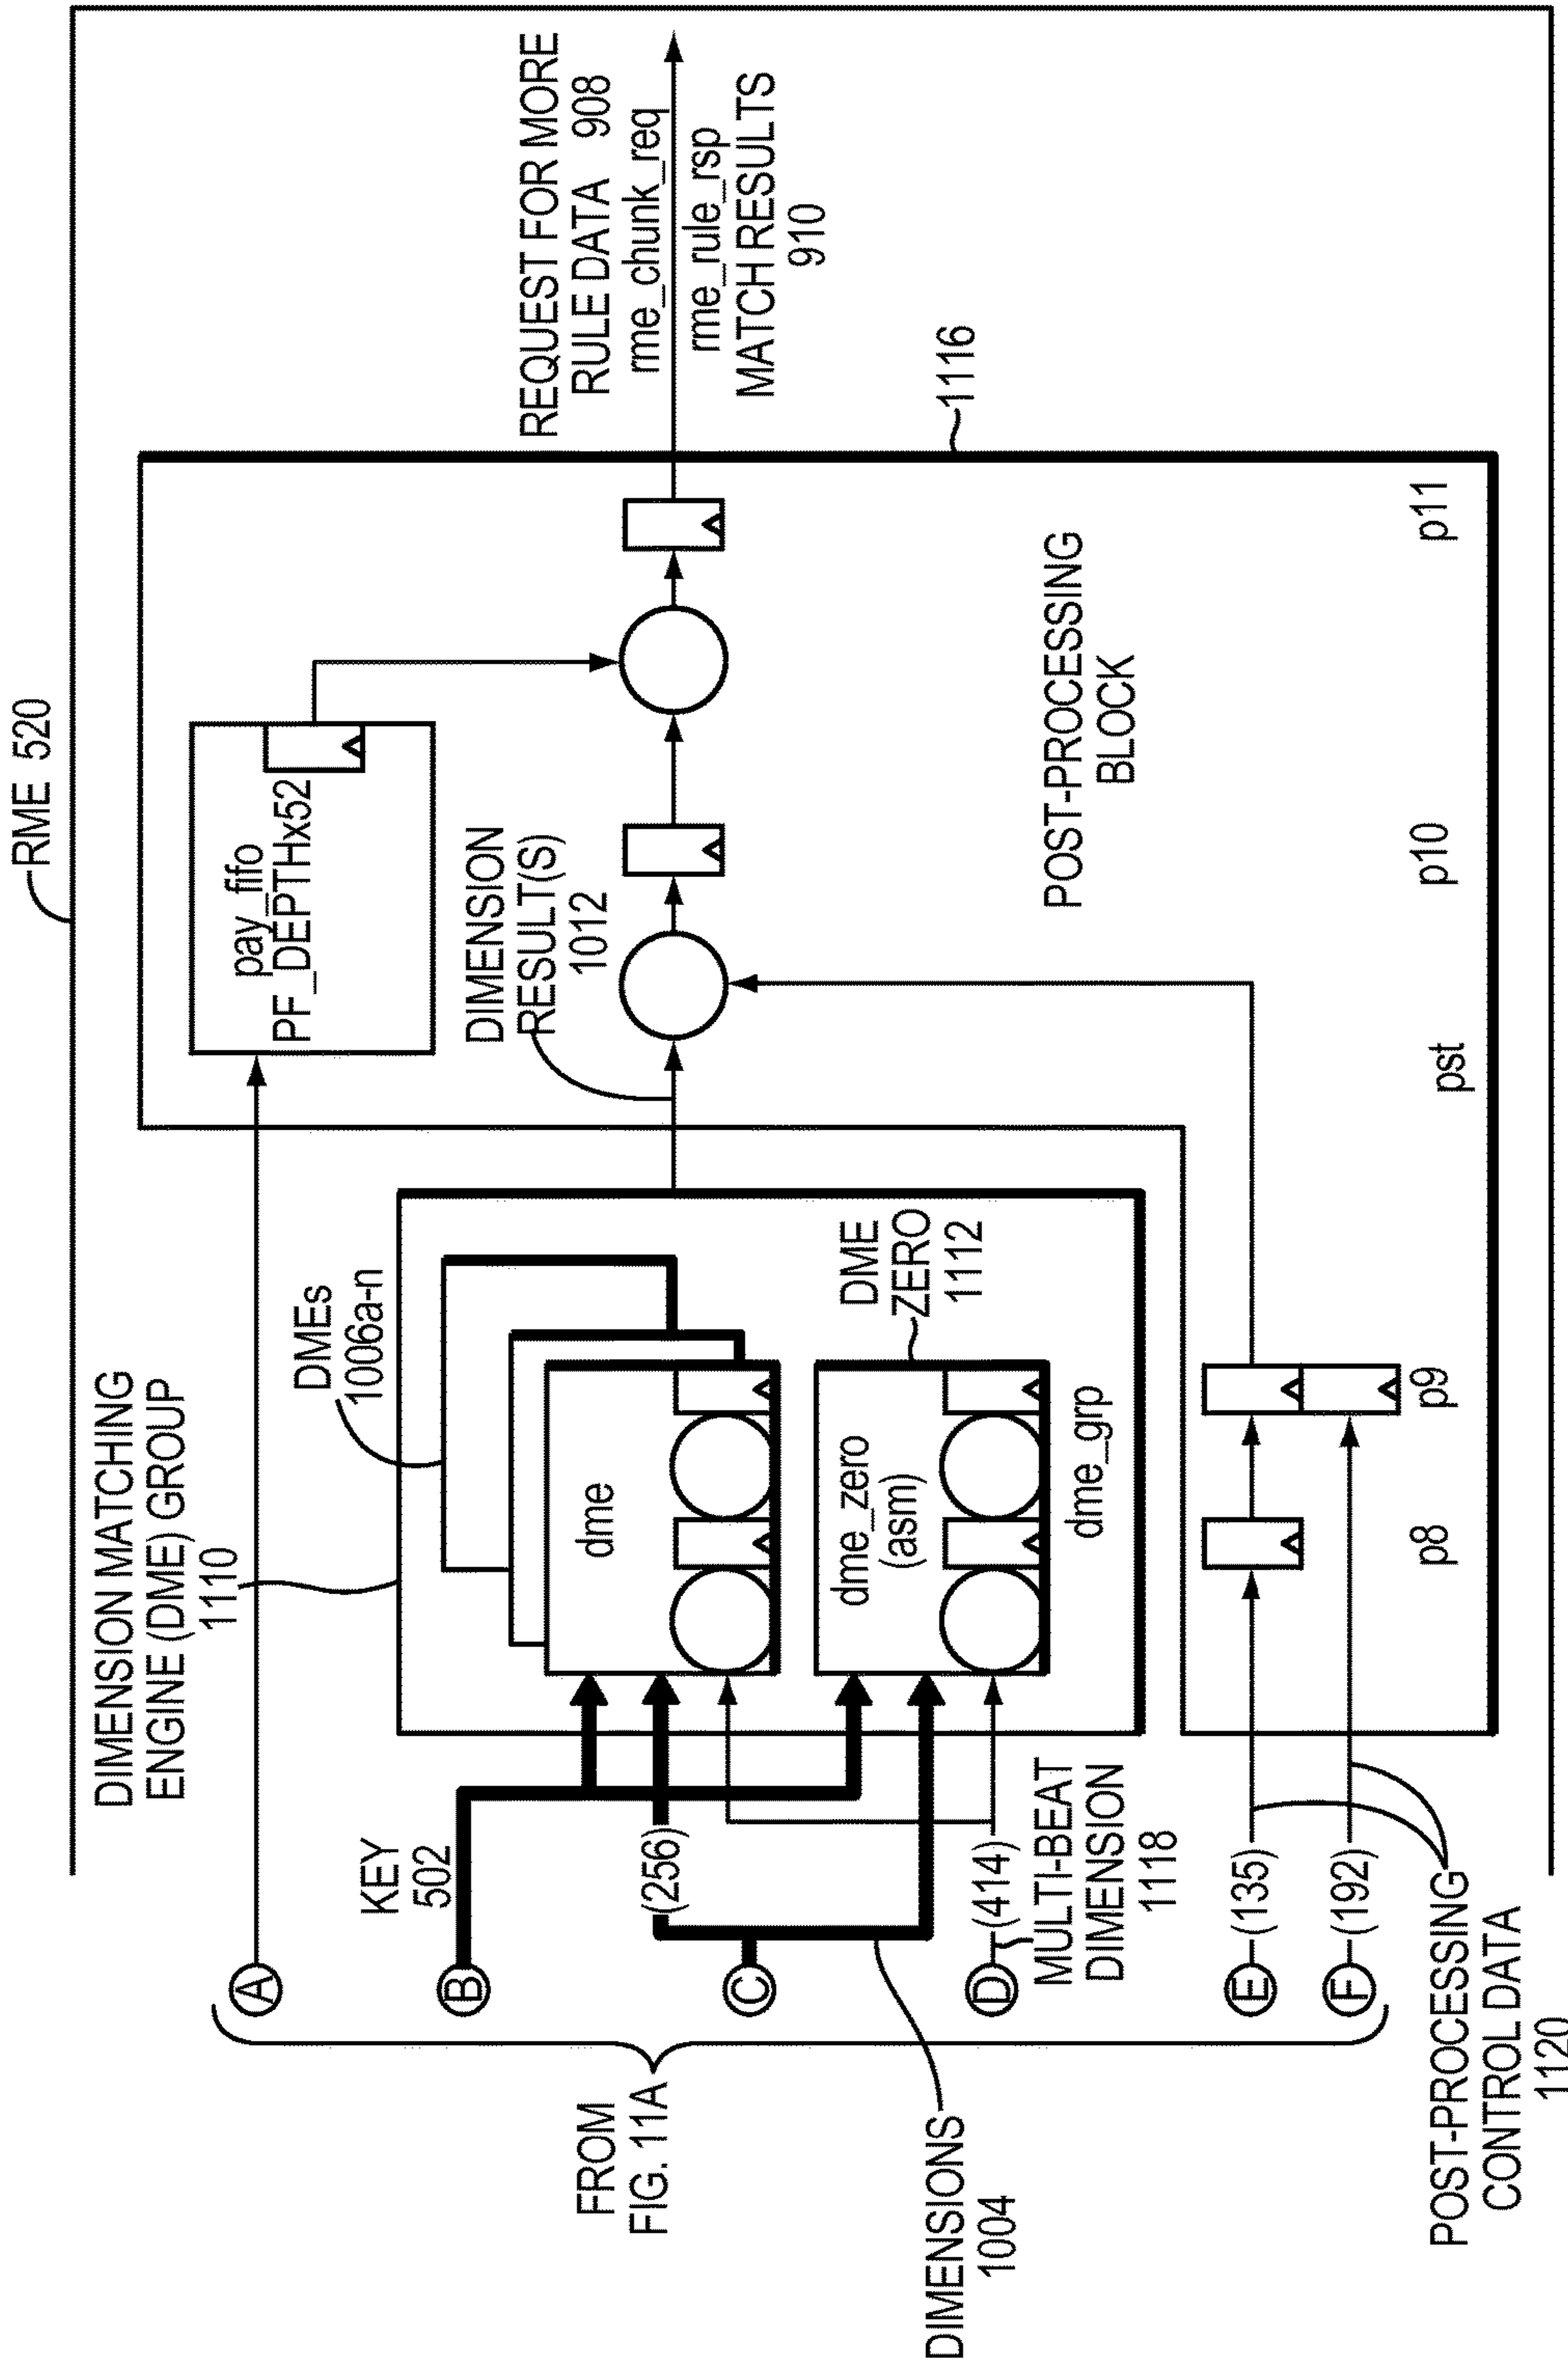 RME 520
DIMENSION MATCHING
ENGINE (DME) GROUP
1110
DMEs
1006a-n
pay_fifo
PF_DEPTHx52
REQUEST FOR MORE
RULE DATA 908
rme_chunk_req
rme_rule_rsp
MATCH RESULTS
910
DIMENSION
RESULT(S)
1012
A
KEY
502
B
(256)
C
dme
DME
ZERO
1112
dme_zero
(asm)
dme_grp
1116
FROM
FIG. 11A
D
(414)
MULTI-BEAT
DIMENSION
1118
DIMENSIONS
1004
POST-PROCESSING
BLOCK
E
(135)
F
(192)
p8
p9
pst
p10
p11
POST-PROCESSING
CONTROL DATA
1120